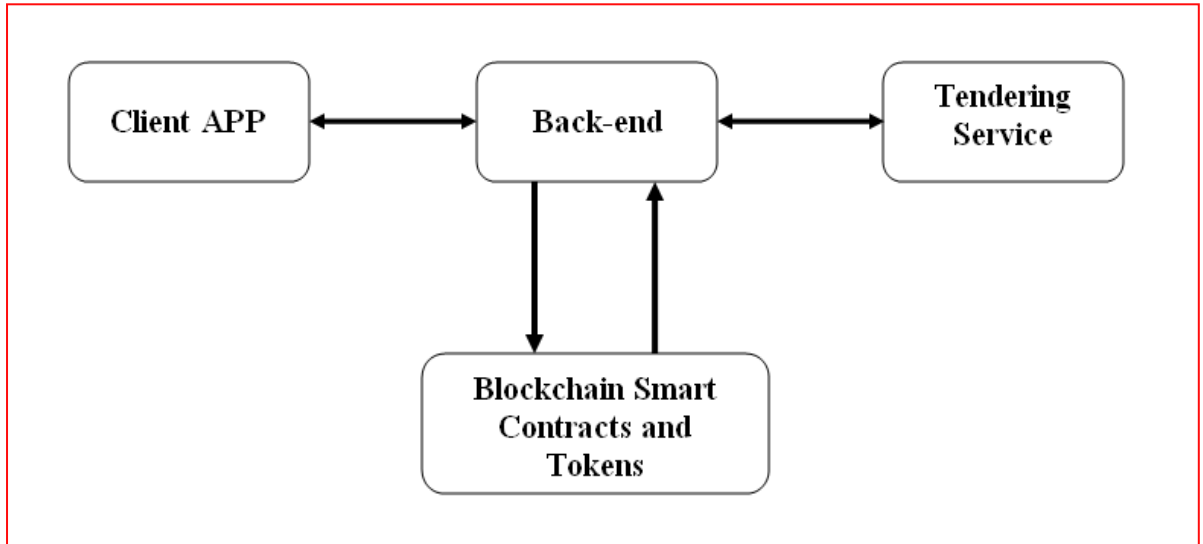 Client APP
Back-end
Tendering
Service
Blockchain Smart
Contracts and
Tokens